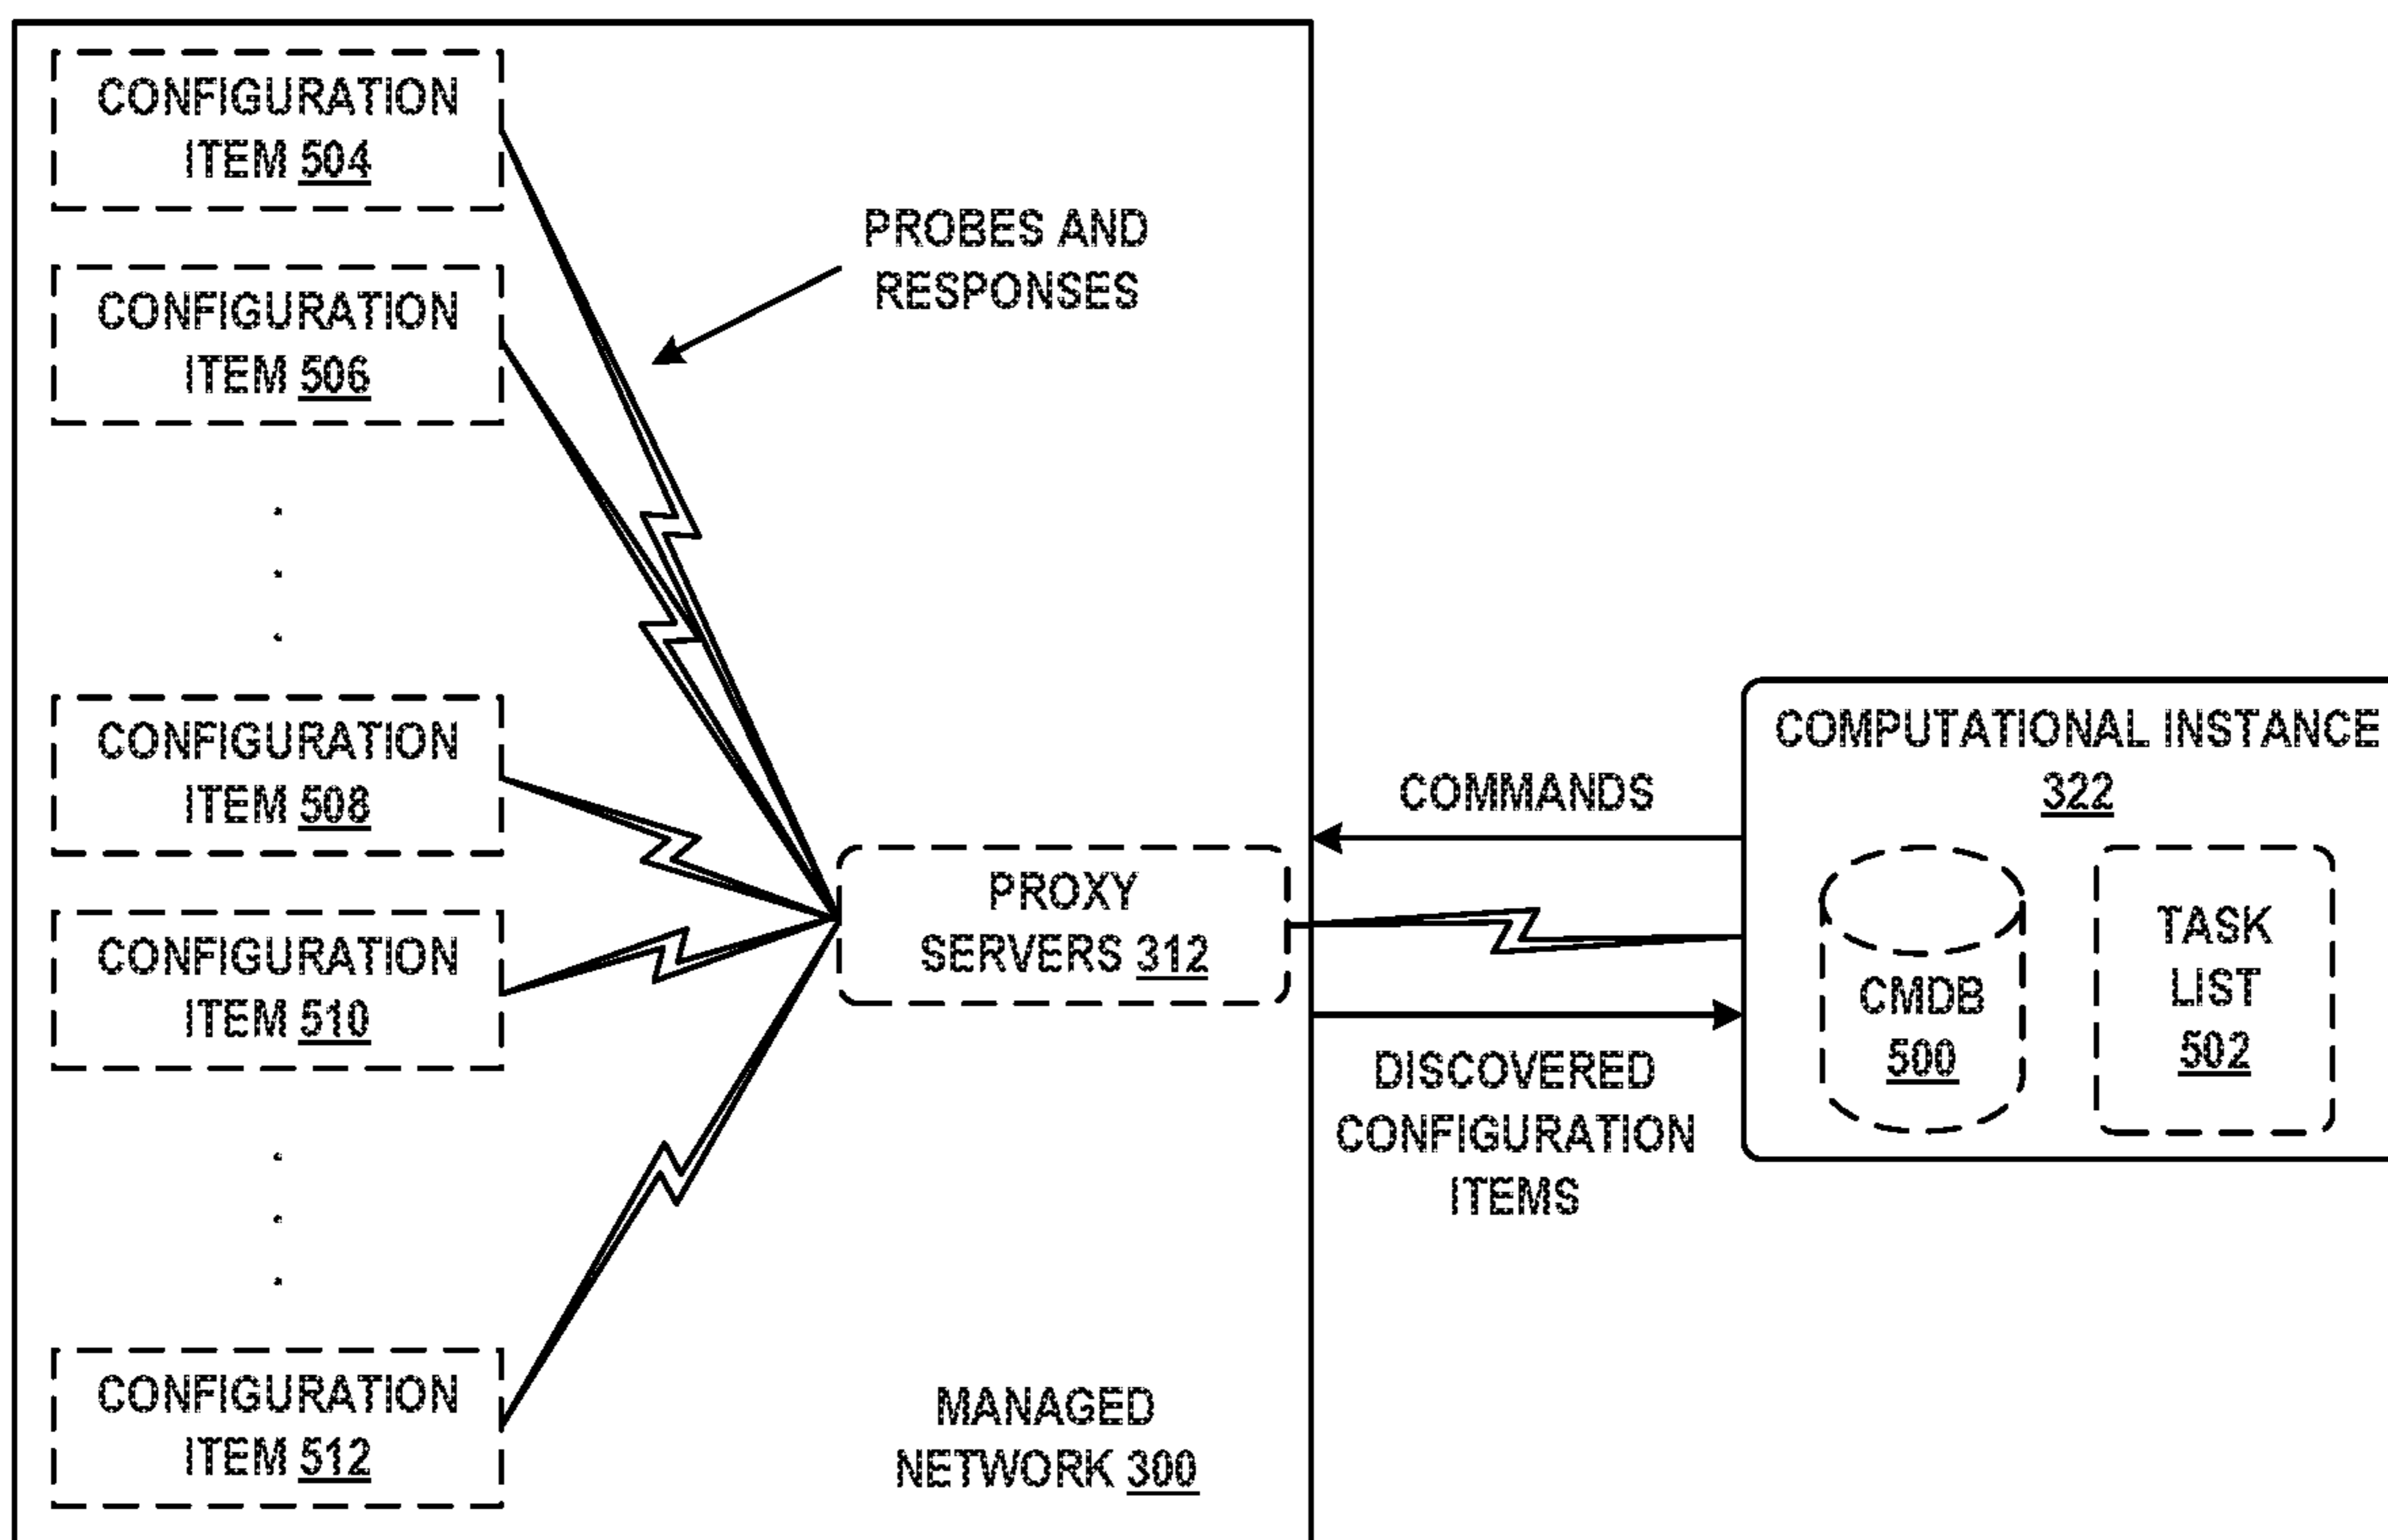 CONFIGURATION
ITEM 504
PROBES AND
RESPONSES
CONFIGURATION
ITEM 506
CONFIGURATION
ITEM 508
CONFIGURATION
ITEM 510
CONFIGURATION
ITEM 512
PROXY
SERVERS 312
MANAGED
NETWORK 300
COMMANDS
DISCOVERED
CONFIGURATION
ITEMS
COMPUTATIONAL INSTANCE
322
CMDB
500
TASK
LIST
502